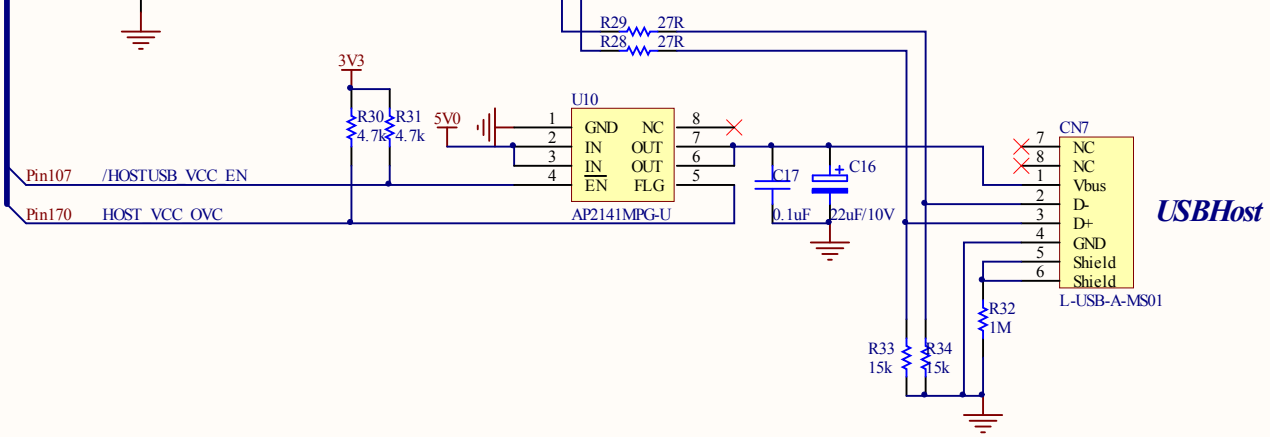 R29 27R
R28 27R
3V3
R30 R31
4.7k 4.7k
5V0
U10
1 GND NC 8
2 IN OUT 7
3 IN OUT 6
4 EN FLG 5
AP2141MPG-U
Pin107 /HOSTUSB_VCC_EN
Pin170 HOST_VCC_OVC
C17
0.1uF
+
C16
22uF/10V
CN7
7 NC
8 NC
1 Vbus
2 D-
3 D+
4 GND
5 Shield
6 Shield
L-USB-A-MS01
USBHost
R32
1M
R33 R34
15k 15k